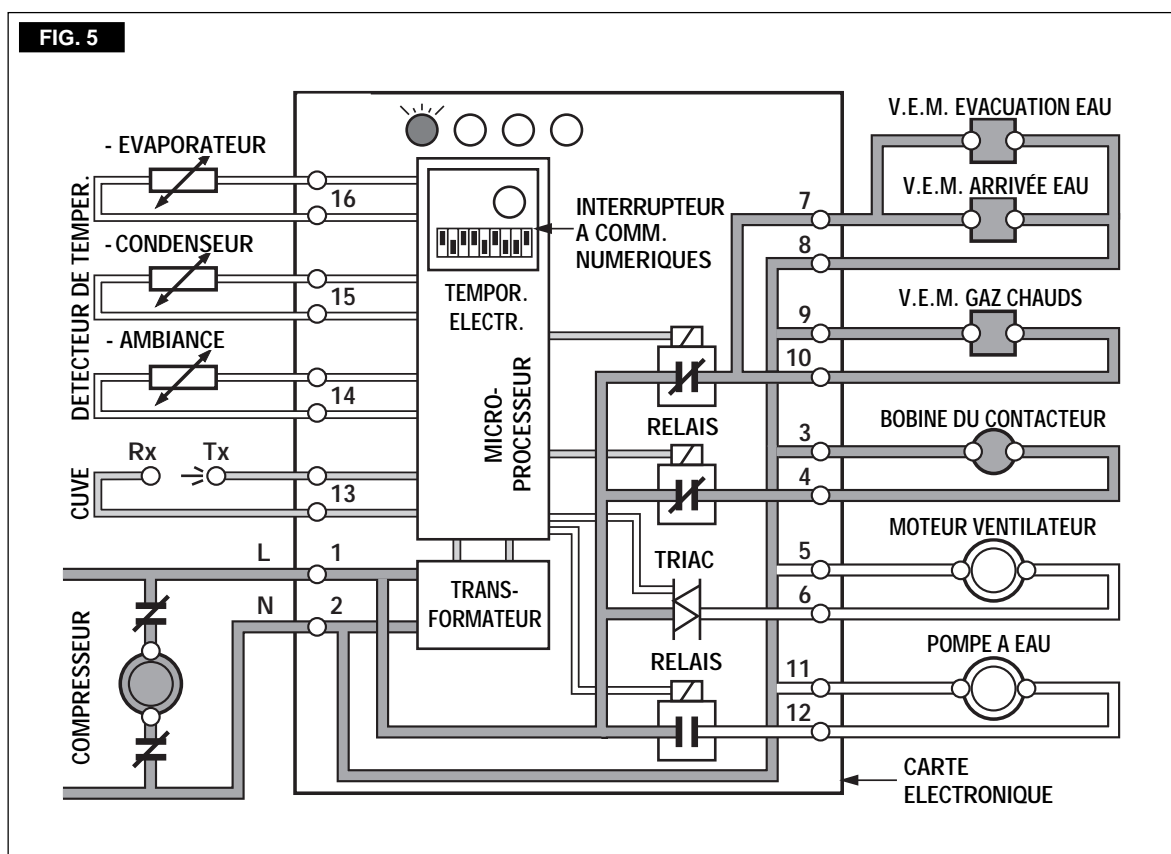 FIG. 5
DETECTEUR DE TEMPER.
- EVAPORATEUR
16
- CONDENSEUR
15
- AMBIANCE
14
CUVE
Rx
Tx
13
L
1
N
2
COMPRESSEUR
INTERRUPTEUR
A COMM.
NUMERIQUES
TEMPOR.
ELECTR.
MICRO-
PROCESSEUR
TRANS-
FORMATEUR
RELAIS
TRIAC
RELAIS
V.E.M. EVACUATION EAU
V.E.M. ARRIVÉE EAU
7
8
V.E.M. GAZ CHAUDS
9
10
BOBINE DU CONTACTEUR
3
4
MOTEUR VENTILATEUR
5
6
POMPE A EAU
11
12
CARTE
ELECTRONIQUE